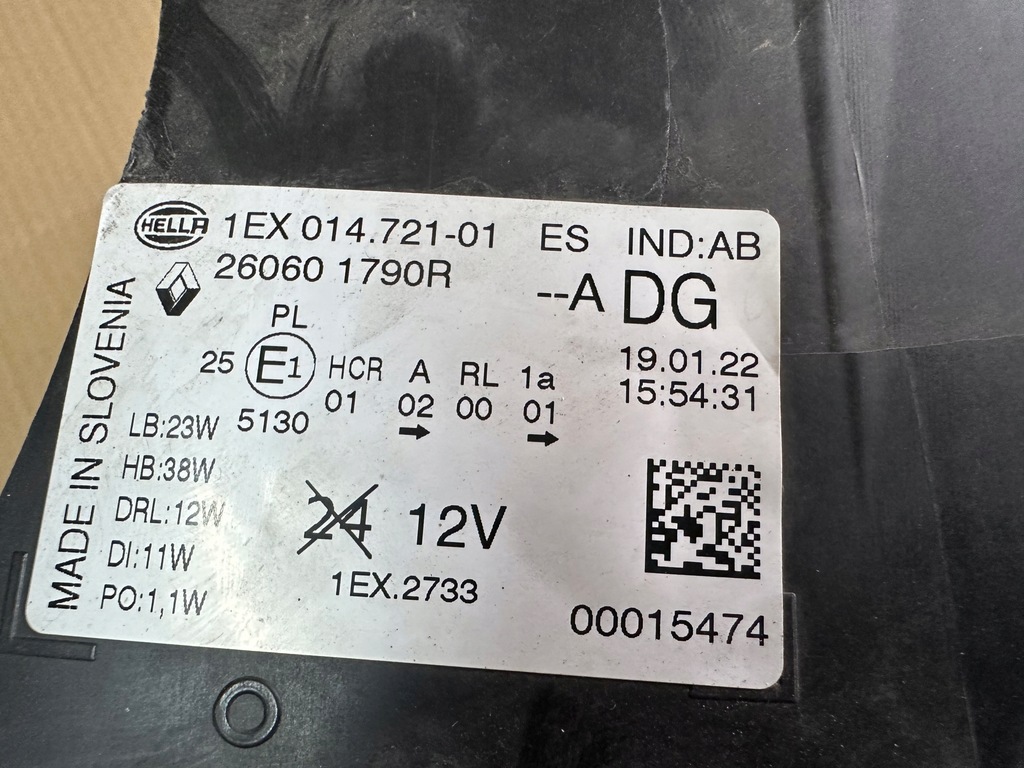 HELLA 1EX 014.721-01 ES IND:AB
26060 1790R --A DG
PL
25 E1 HCR A RL 1a 19.01.22
5130 01 02 00 01 15:54:31
MADE IN SLOVENIA
LB:23W
HB:38W
DRL:12W
DI:11W
PO:1,1W
24 12V
1EX.2733
00015474